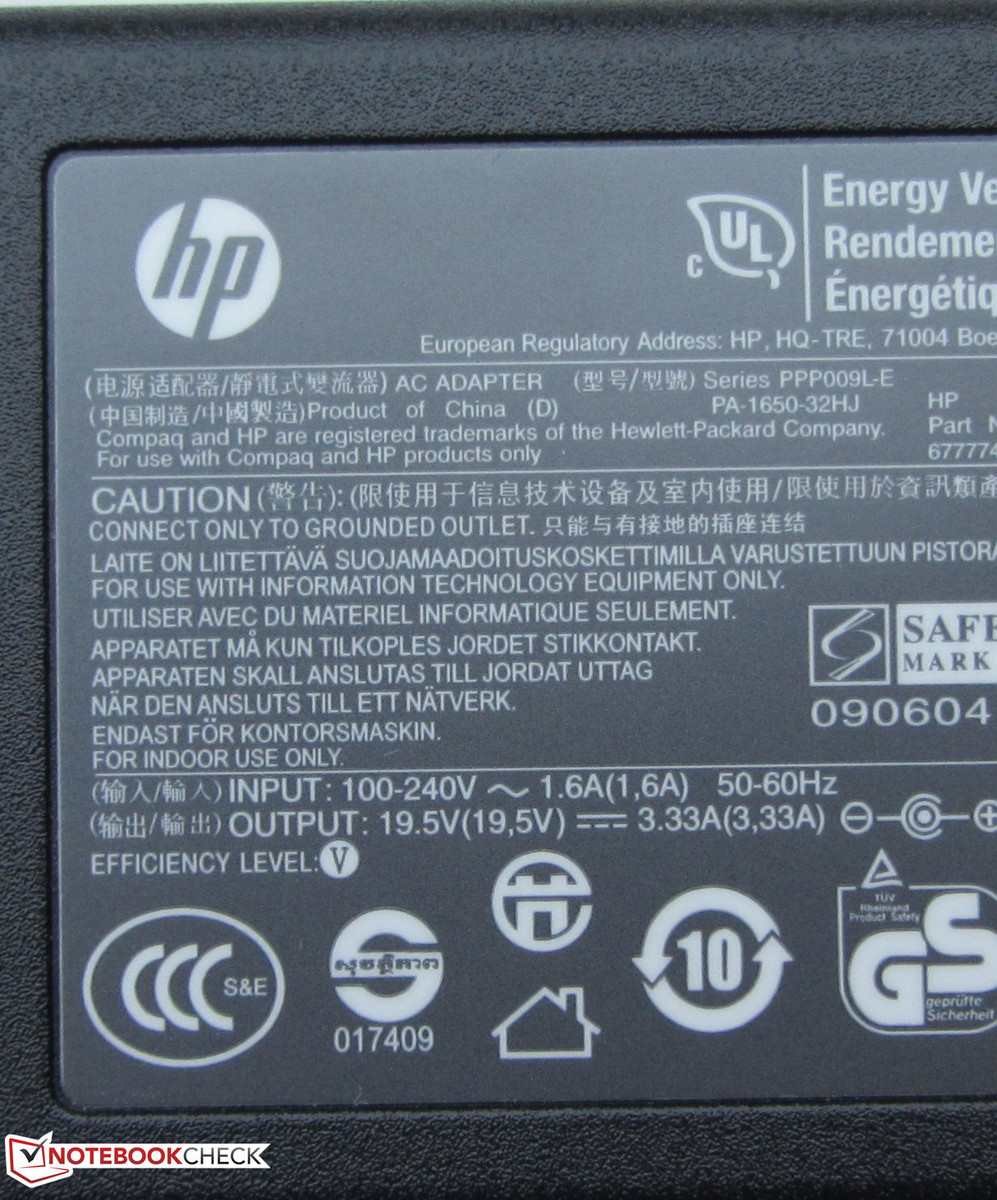 hp
c UL
Energy Ve
Rendeme
Énergétiq
European Regulatory Address: HP, HQ-TRE, 71004 Boe
(电源适配器/靜電式變流器) AC ADAPTER (型号/型號) Series PPP009L-E
(中国制造/中國製造)Product of China (D) PA-1650-32HJ
HP
Compaq and HP are registered trademarks of the Hewlett-Packard Company.
Part N
For use with Compaq and HP products only
677774
CAUTION (警告): (限使用于信息技术设备及室内使用/限使用於資訊類產
CONNECT ONLY TO GROUNDED OUTLET. 只能与有接地的插座连结
LAITE ON LIITETTÄVÄ SUOJAMAADOITUSKOSKETTIMILLA VARUSTETTUUN PISTORA
FOR USE WITH INFORMATION TECHNOLOGY EQUIPMENT ONLY.
UTILISER AVEC DU MATERIEL INFORMATIQUE SEULEMENT.
APPARATET MÅ KUN TILKOPLES JORDET STIKKONTAKT.
APPARATEN SKALL ANSLUTAS TILL JORDAT UTTAG
NÄR DEN ANSLUTS TILL ETT NÄTVERK.
ENDAST FÖR KONTORSMASKIN.
FOR INDOOR USE ONLY.
SAFE
MARK
090604
(输入/輸入) INPUT: 100-240V ~ 1.6A(1,6A) 50-60Hz
(输出/輸出) OUTPUT: 19.5V(19,5V) ⎓ 3.33A(3,33A)
EFFICIENCY LEVEL: V
CCC S&E
017409
10
TÜV
Rheinland
Product Safety
GS
geprüfte
Sicherheit
NOTEBOOKCHECK